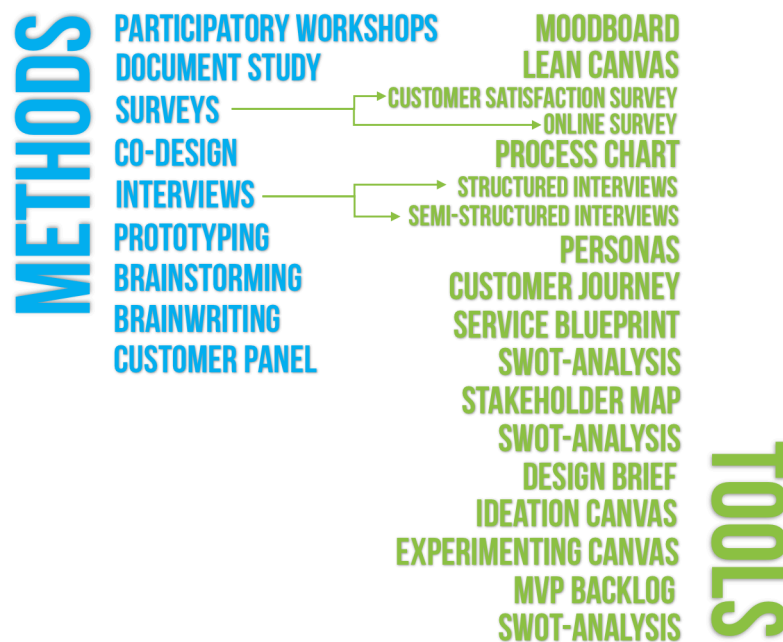 METHODS
PARTICIPATORY WORKSHOPS
DOCUMENT STUDY
SURVEYS
CO-DESIGN
INTERVIEWS
PROTOTYPING
BRAINSTORMING
BRAINWRITING
CUSTOMER PANEL
MOODBOARD
LEAN CANVAS
CUSTOMER SATISFACTION SURVEY
ONLINE SURVEY
PROCESS CHART
STRUCTURED INTERVIEWS
SEMI-STRUCTURED INTERVIEWS
PERSONAS
CUSTOMER JOURNEY
SERVICE BLUEPRINT
SWOT-ANALYSIS
STAKEHOLDER MAP
SWOT-ANALYSIS
DESIGN BRIEF
IDEATION CANVAS
EXPERIMENTING CANVAS
MVP BACKLOG
SWOT-ANALYSIS
TOOLS